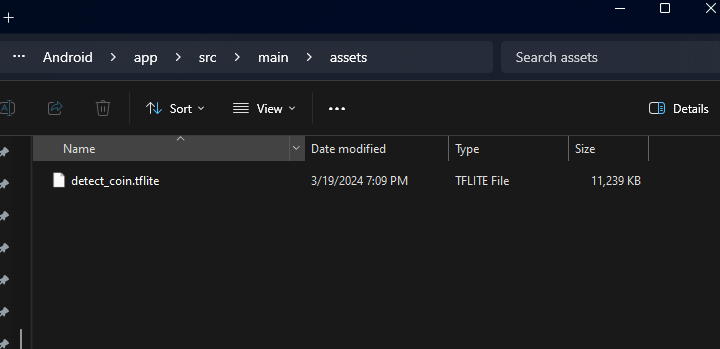 Android > app > src > main > assets
Search assets
Sort
View
Details
Name
Date modified
Type
Size
detect_coin.tflite
3/19/2024 7:09 PM
TFLITE File
11,239 KB